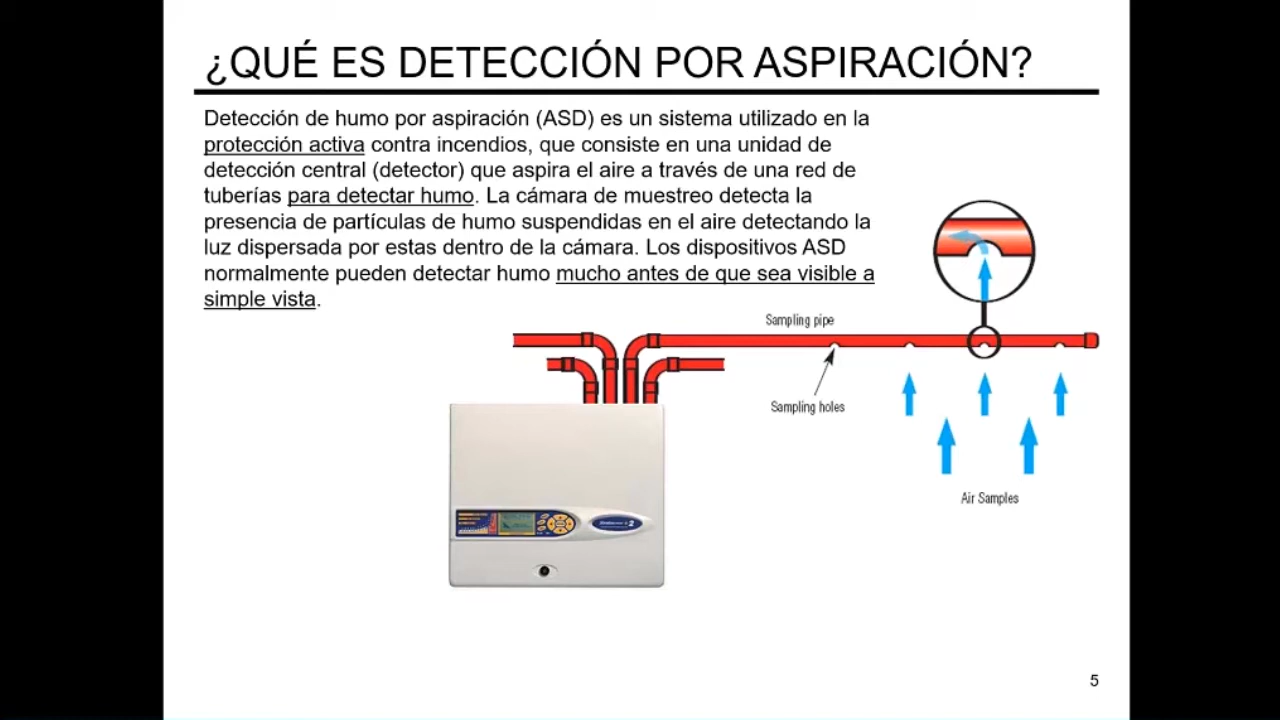 ¿QUÉ ES DETECCIÓN POR ASPIRACIÓN?
Detección de humo por aspiración (ASD) es un sistema utilizado en la
protección activa contra incendios, que consiste en una unidad de
detección central (detector) que aspira el aire a través de una red de
tuberías para detectar humo. La cámara de muestreo detecta la
presencia de partículas de humo suspendidas en el aire detectando la
luz dispersada por estas dentro de la cámara. Los dispositivos ASD
normalmente pueden detectar humo mucho antes de que sea visible a
simple vista.
Sampling pipe
Sampling holes
Air Samples
5